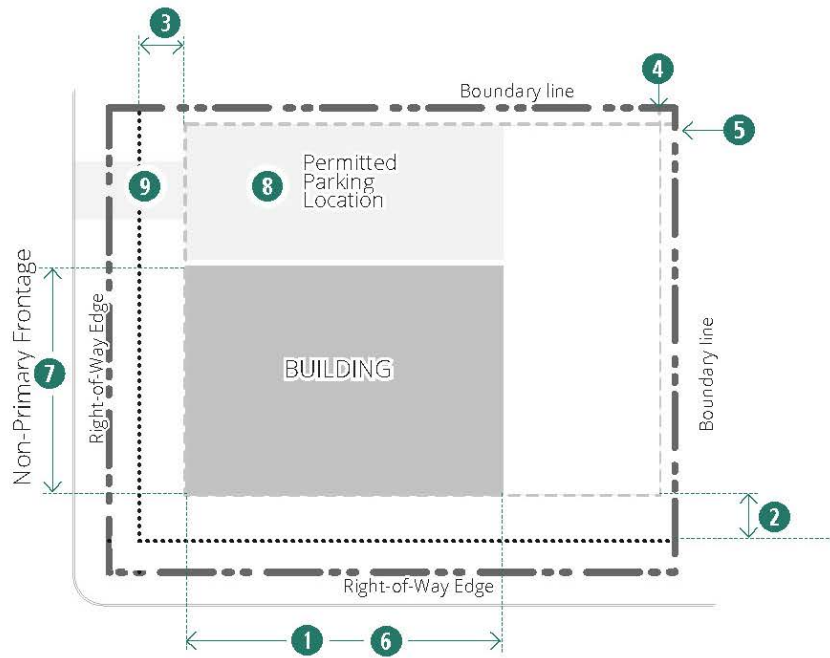 3
4
Boundary line
5
9
8
Permitted
Parking
Location
Non-Primary Frontage
7
Right-of-Way Edge
BUILDING
Boundary line
2
Right-of-Way Edge
1
6